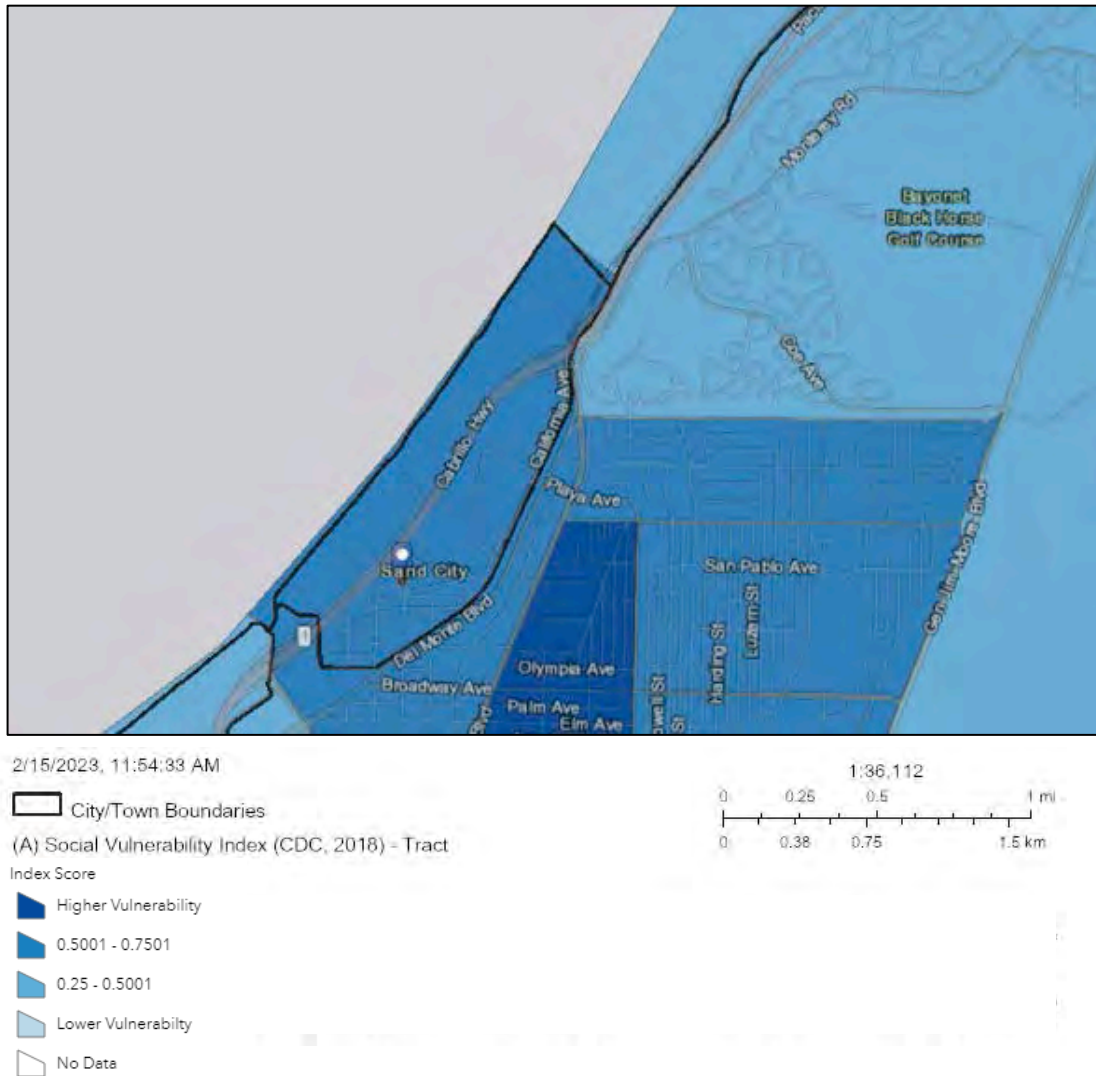 Monterey Rd
Bayonet
Black Horse
Golf Course
Coe Ave
Cabrillo Hwy
California Ave
Playa Ave
Sand City
San Pablo Ave
Luzern St
Harding St
Gen Jim Moore Blvd
1
Del Monte Blvd
Olympia Ave
Broadway Ave
Palm Ave
Elm Ave
Blvd
St
2/15/2023, 11:54:33 AM
City/Town Boundaries
(A) Social Vulnerability Index (CDC, 2018) - Tract
Index Score
Higher Vulnerability
0.5001 - 0.7501
0.25 - 0.5001
Lower Vulnerabilty
No Data
1:36,112
0 0.25 0.5 1 mi
0 0.38 0.75 1.5 km